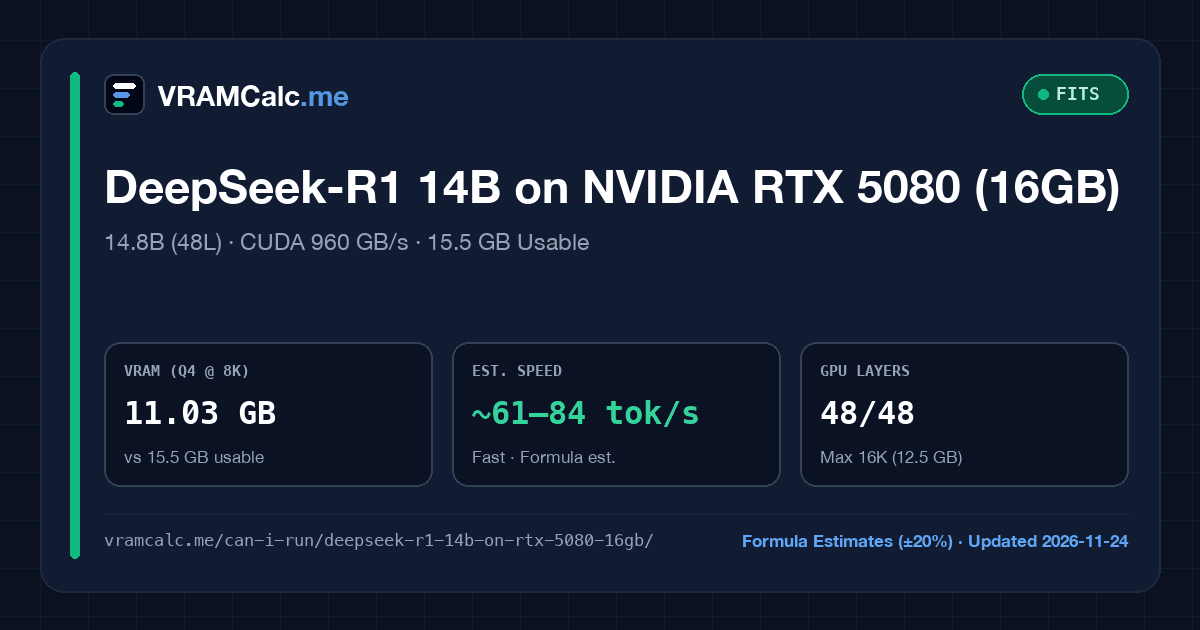 VRAMCalc.me
FITS
DeepSeek-R1 14B on NVIDIA RTX 5080 (16GB)
14.8B (48L) · CUDA 960 GB/s · 15.5 GB Usable
VRAM (Q4 @ 8K)
11.03 GB
vs 15.5 GB usable
EST. SPEED
~61–84 tok/s
Fast · Formula est.
GPU LAYERS
48/48
Max 16K (12.5 GB)
vramcalc.me/can-i-run/deepseek-r1-14b-on-rtx-5080-16gb/
Formula Estimates (±20%) · Updated 2026-11-24